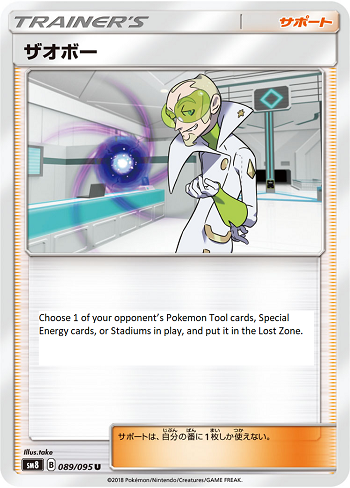 TRAINER'S
サポート
ザオボー
Choose 1 of your opponent's Pokemon Tool cards, Special
Energy cards, or Stadiums in play, and put it in the Lost Zone.
サポートは、自分の番に1枚しか使えない。
Illus.take
sm8 B 089/095 U
©2018 Pokémon/Nintendo/Creatures/GAME FREAK.